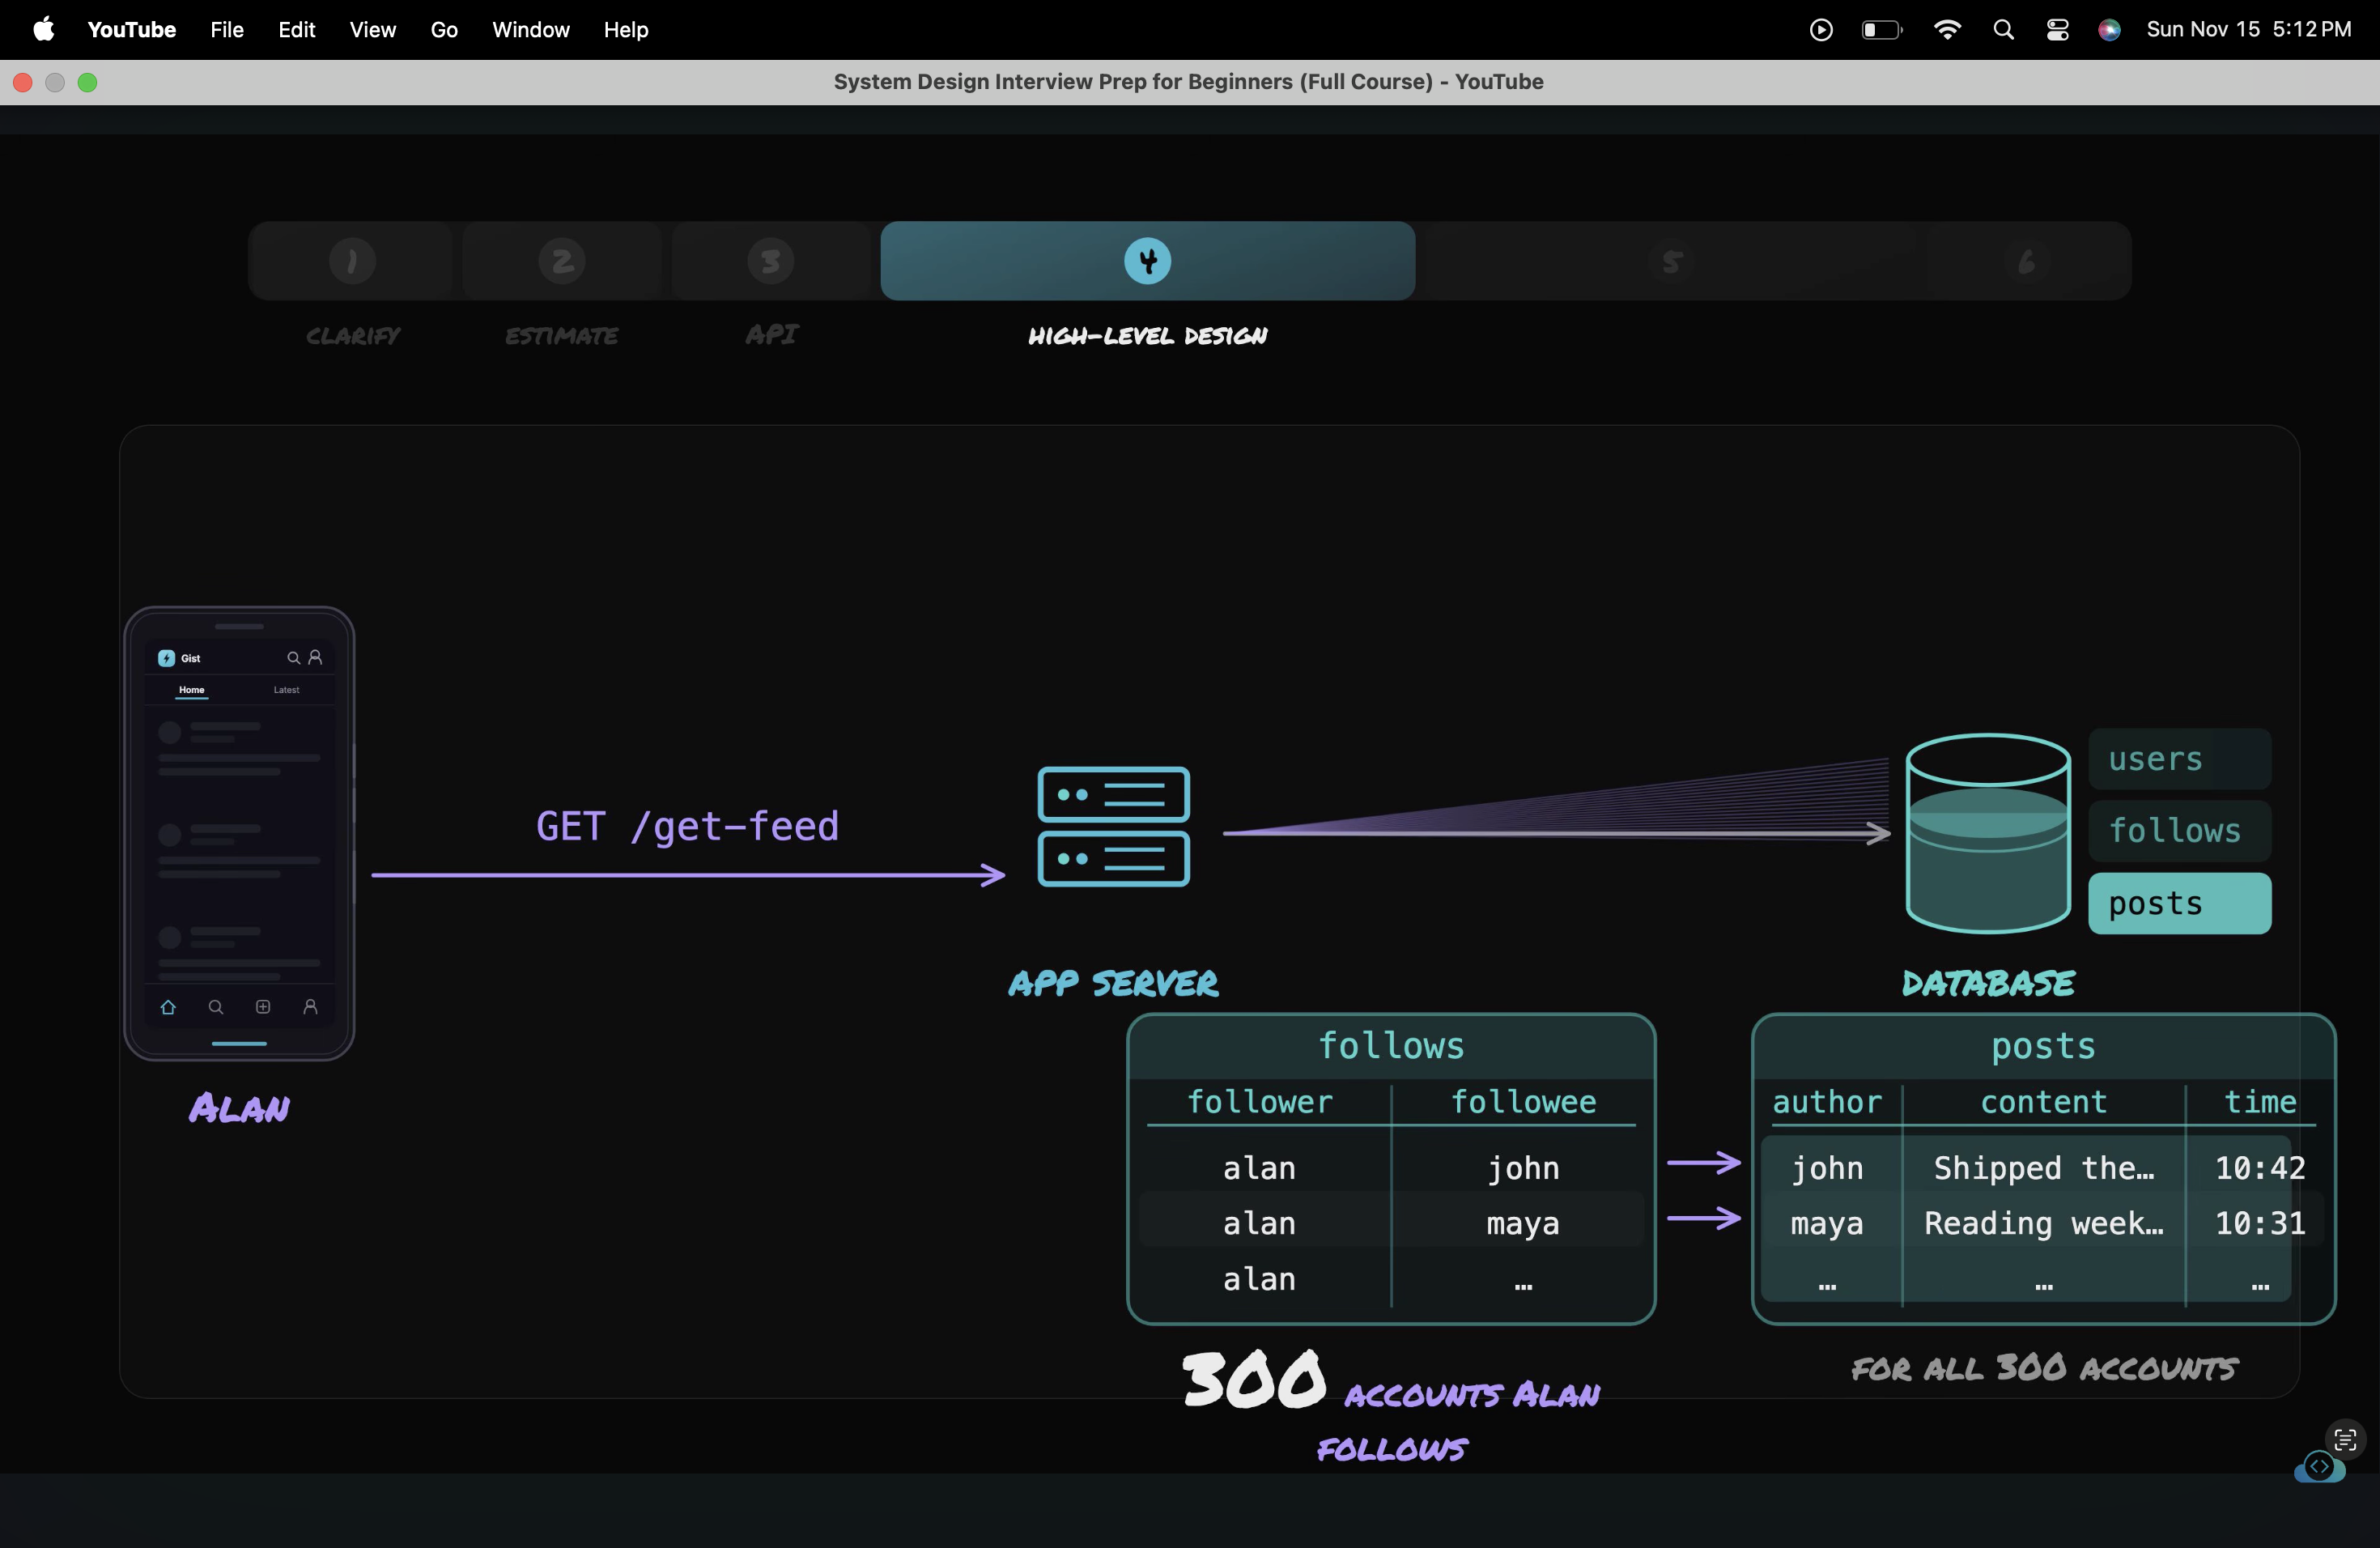 YouTube File Edit View Go Window Help Sun Nov 15 5:12 PM
System Design Interview Prep for Beginners (Full Course) - YouTube
1 2 3 4 5 6
CLARIFY ESTIMATE API HIGH-LEVEL DESIGN
Gist
Home Latest
ALAN
GET /get-feed
APP SERVER
users
follows
posts
DATABASE
follows
follower followee
alan john
alan maya
alan …
300 ACCOUNTS ALAN
FOLLOWS
posts
author content time
john Shipped the… 10:42
maya Reading week… 10:31
… … …
FOR ALL 300 ACCOUNTS